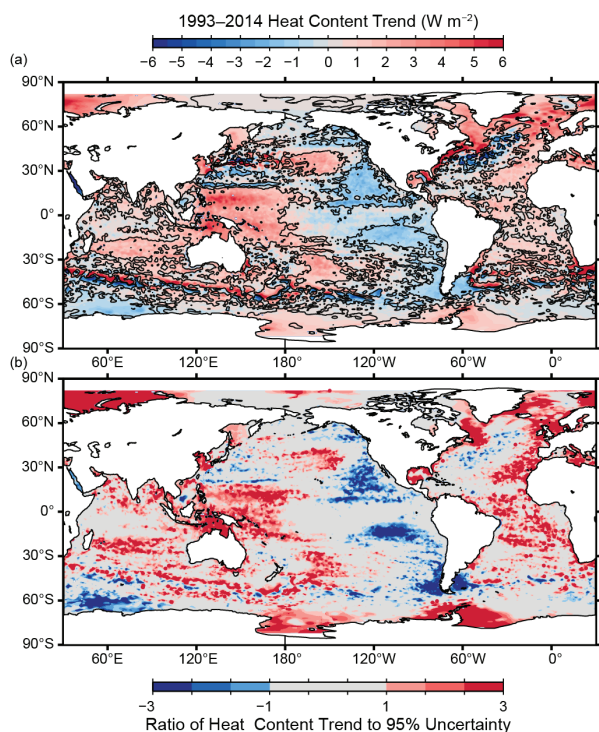 1993–2014 Heat Content Trend (W m⁻²)
−6 −5 −4 −3 −2 −1 0 1 2 3 4 5 6
(a)
90°N
60°N
30°N
0°
30°S
60°S
90°S
60°E 120°E 180° 120°W 60°W 0°
(b)
90°N
60°N
30°N
0°
30°S
60°S
90°S
60°E 120°E 180° 120°W 60°W 0°
−3 −1 1 3
Ratio of Heat Content Trend to 95% Uncertainty